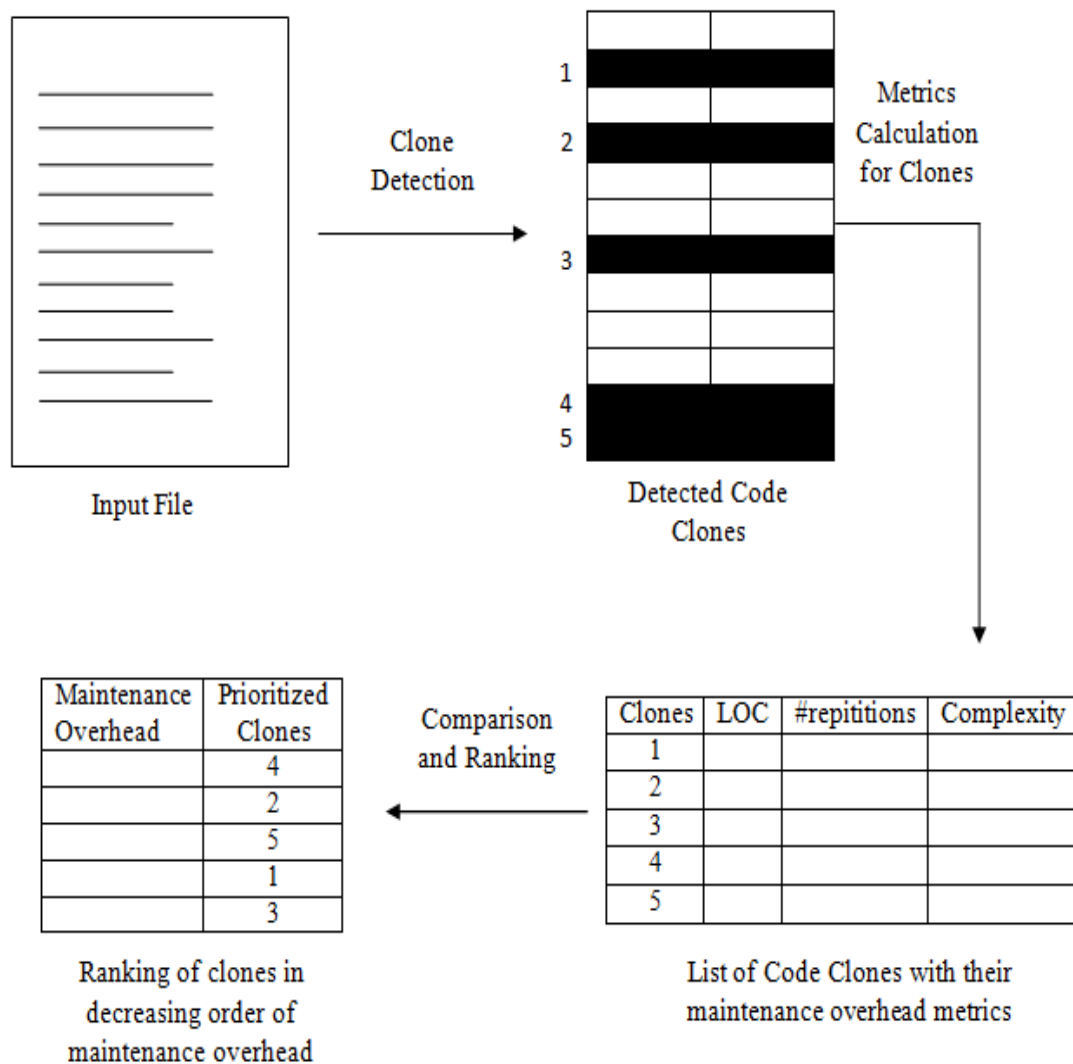 Input File
Clone
Detection
1
2
3
4
5
Detected Code
Clones
Metrics
Calculation
for Clones
Clones LOC #repititions Complexity
1
2
3
4
5
List of Code Clones with their
maintenance overhead metrics
Comparison
and Ranking
Maintenance
Overhead
Prioritized
Clones
4
2
5
1
3
Ranking of clones in
decreasing order of
maintenance overhead